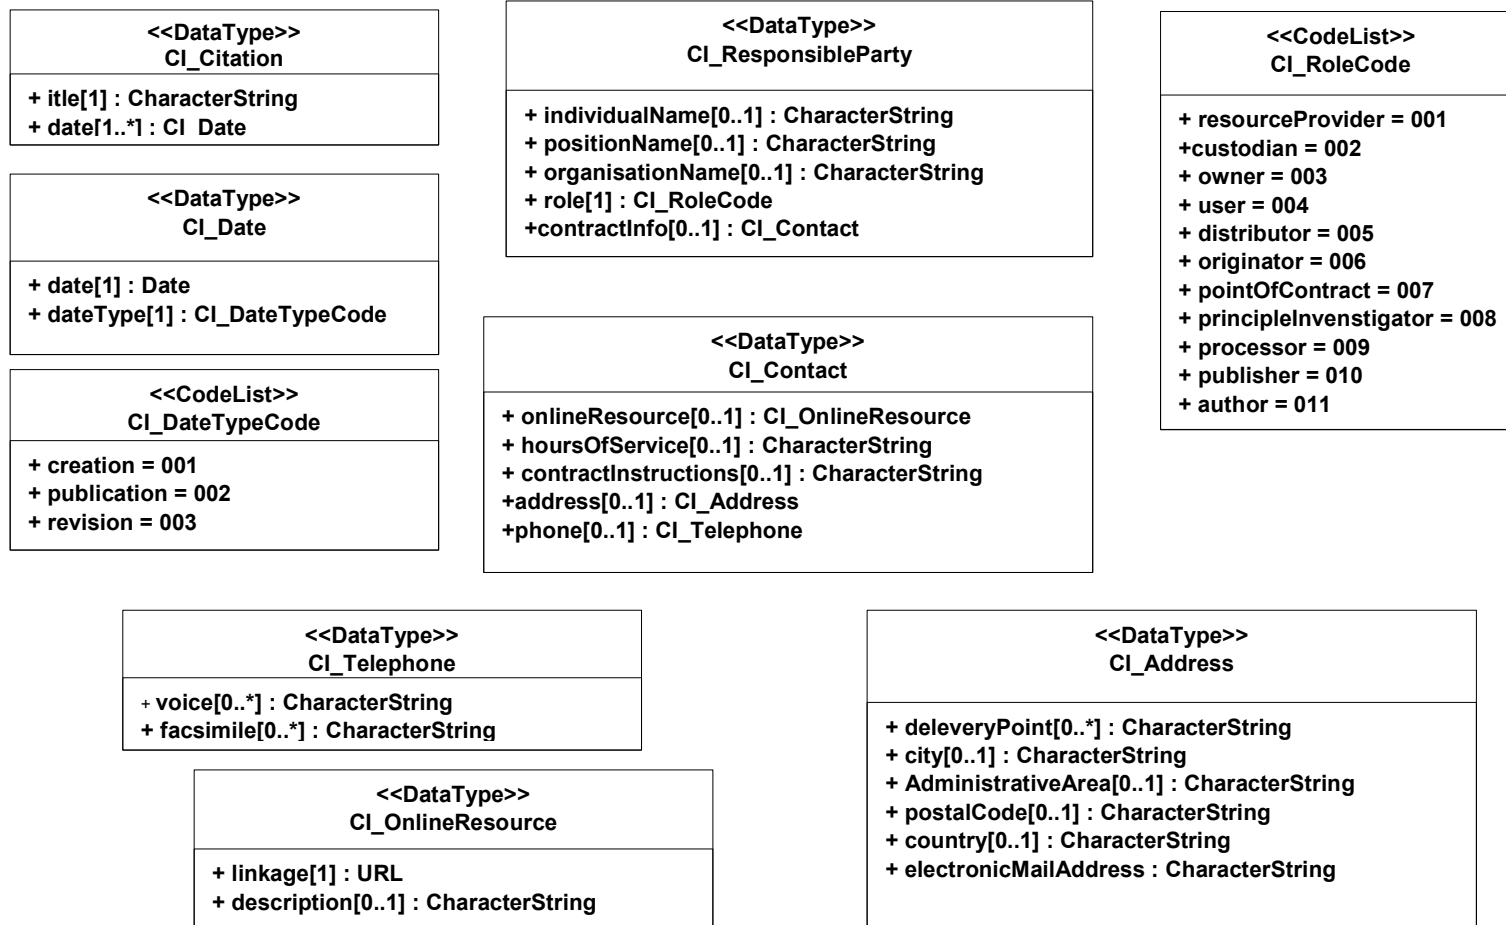 <<DataType>>
CI_Citation
+ itle[1] : CharacterString
+ date[1..*] : CI_Date
<<DataType>>
CI_Date
+ date[1] : Date
+ dateType[1] : CI_DateTypeCode
<<CodeList>>
CI_DateTypeCode
+ creation = 001
+ publication = 002
+ revision = 003
<<DataType>>
CI_ResponsibleParty
+ individualName[0..1] : CharacterString
+ positionName[0..1] : CharacterString
+ organisationName[0..1] : CharacterString
+ role[1] : CI_RoleCode
+contractInfo[0..1] : CI_Contact
<<DataType>>
CI_Contact
+ onlineResource[0..1] : CI_OnlineResource
+ hoursOfService[0..1] : CharacterString
+ contractInstructions[0..1] : CharacterString
+address[0..1] : CI_Address
+phone[0..1] : CI_Telephone
<<CodeList>>
CI_RoleCode
+ resourceProvider = 001
+custodian = 002
+ owner = 003
+ user = 004
+ distributor = 005
+ originator = 006
+ pointOfContract = 007
+ principleInvenstigator = 008
+ processor = 009
+ publisher = 010
+ author = 011
<<DataType>>
CI_Telephone
+ voice[0..*] : CharacterString
+ facsimile[0..*] : CharacterString
<<DataType>>
CI_OnlineResource
+ linkage[1] : URL
+ description[0..1] : CharacterString
<<DataType>>
CI_Address
+ deleveryPoint[0..*] : CharacterString
+ city[0..1] : CharacterString
+ AdministrativeArea[0..1] : CharacterString
+ postalCode[0..1] : CharacterString
+ country[0..1] : CharacterString
+ electronicMailAddress : CharacterString